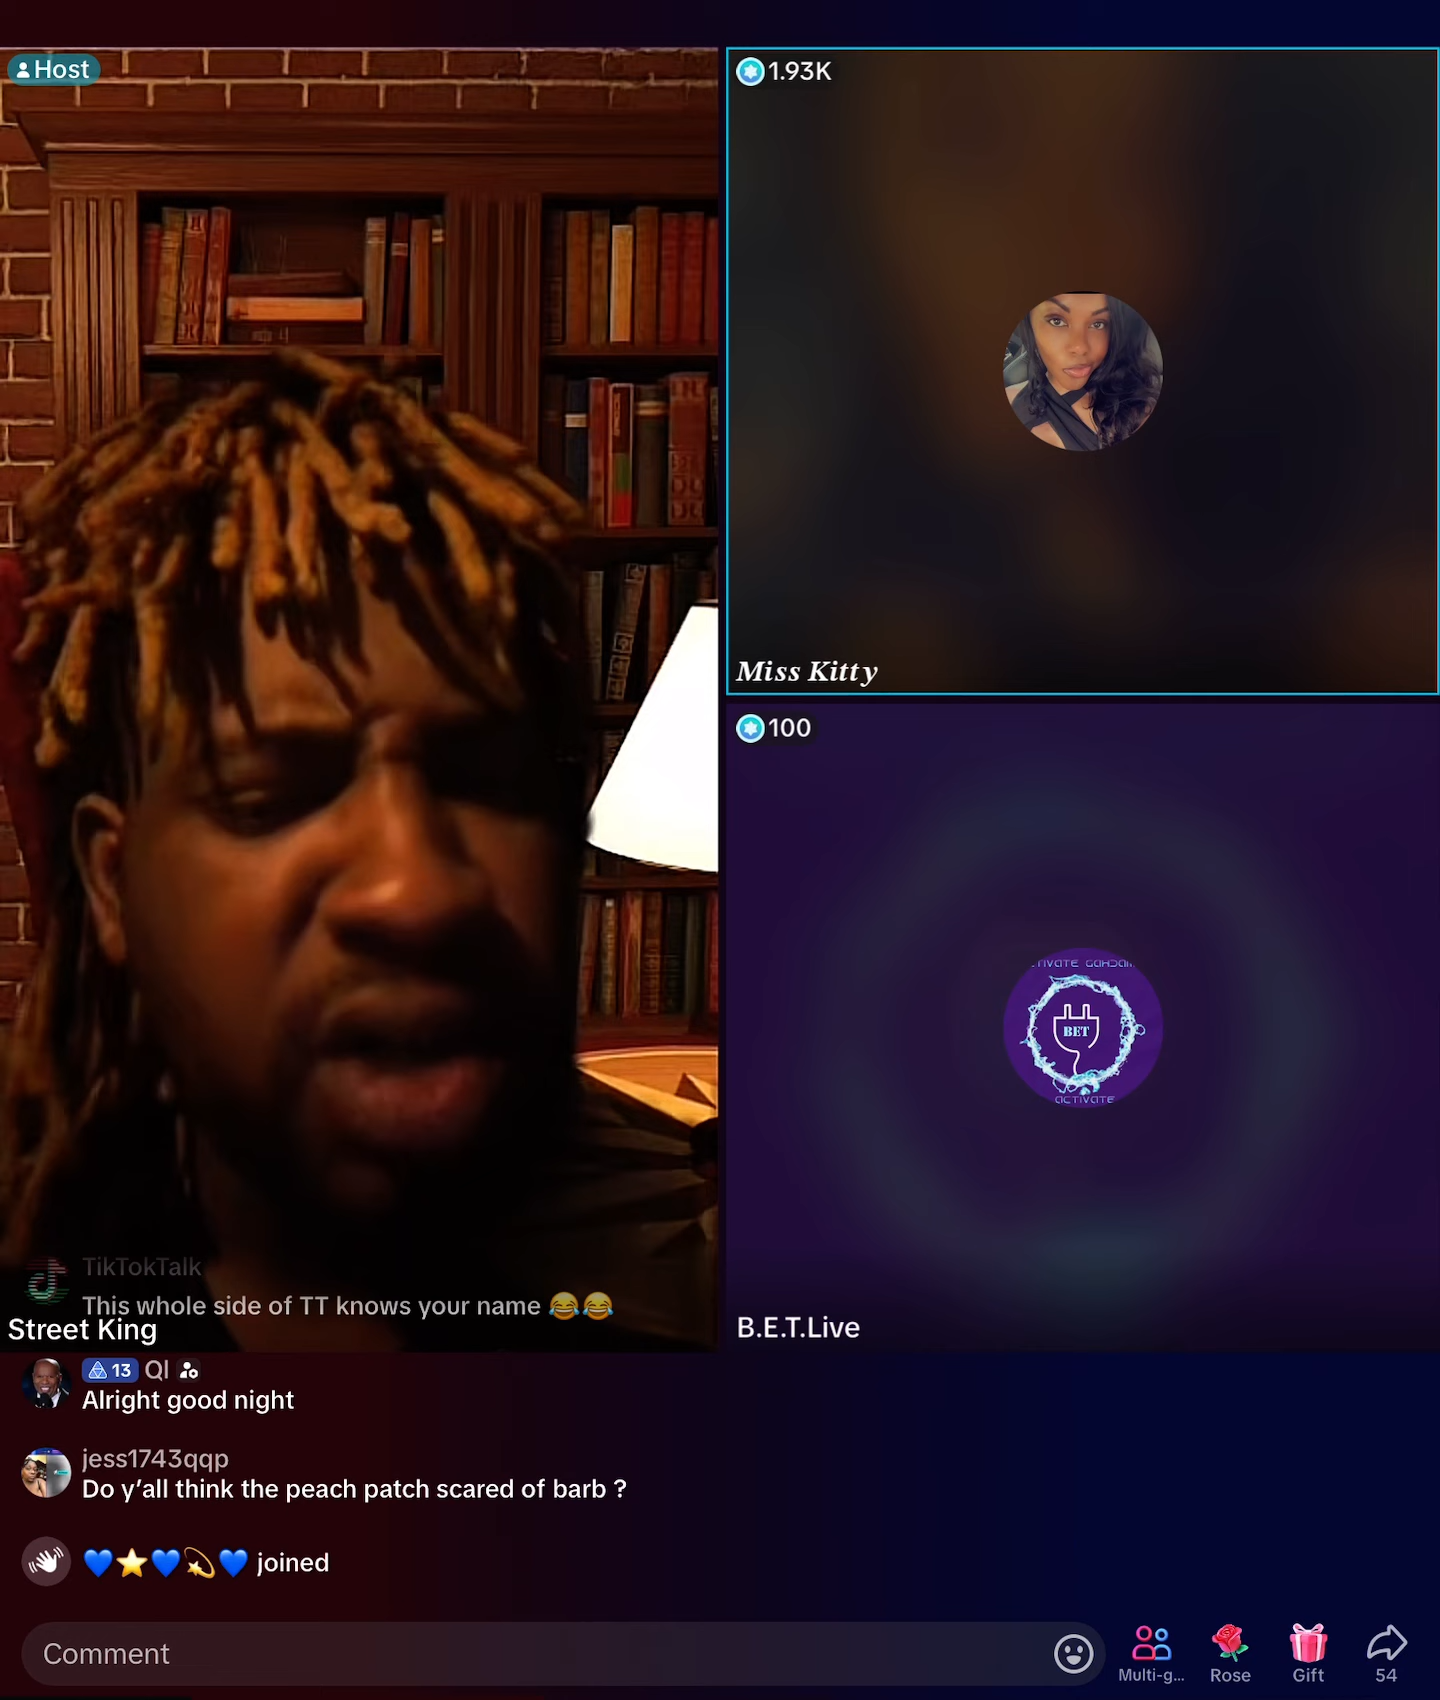 Host
1.93K
Miss Kitty
100
BET
ACTIVATE
B.E.T.Live
TikTokTalk
This whole side of TT knows your name 😂😂
Street King
13 QI
Alright good night
jess1743qqp
Do y’all think the peach patch scared of barb ?
💙⭐💙💫💙 joined
Comment
Multi-g...
Rose
Gift
54